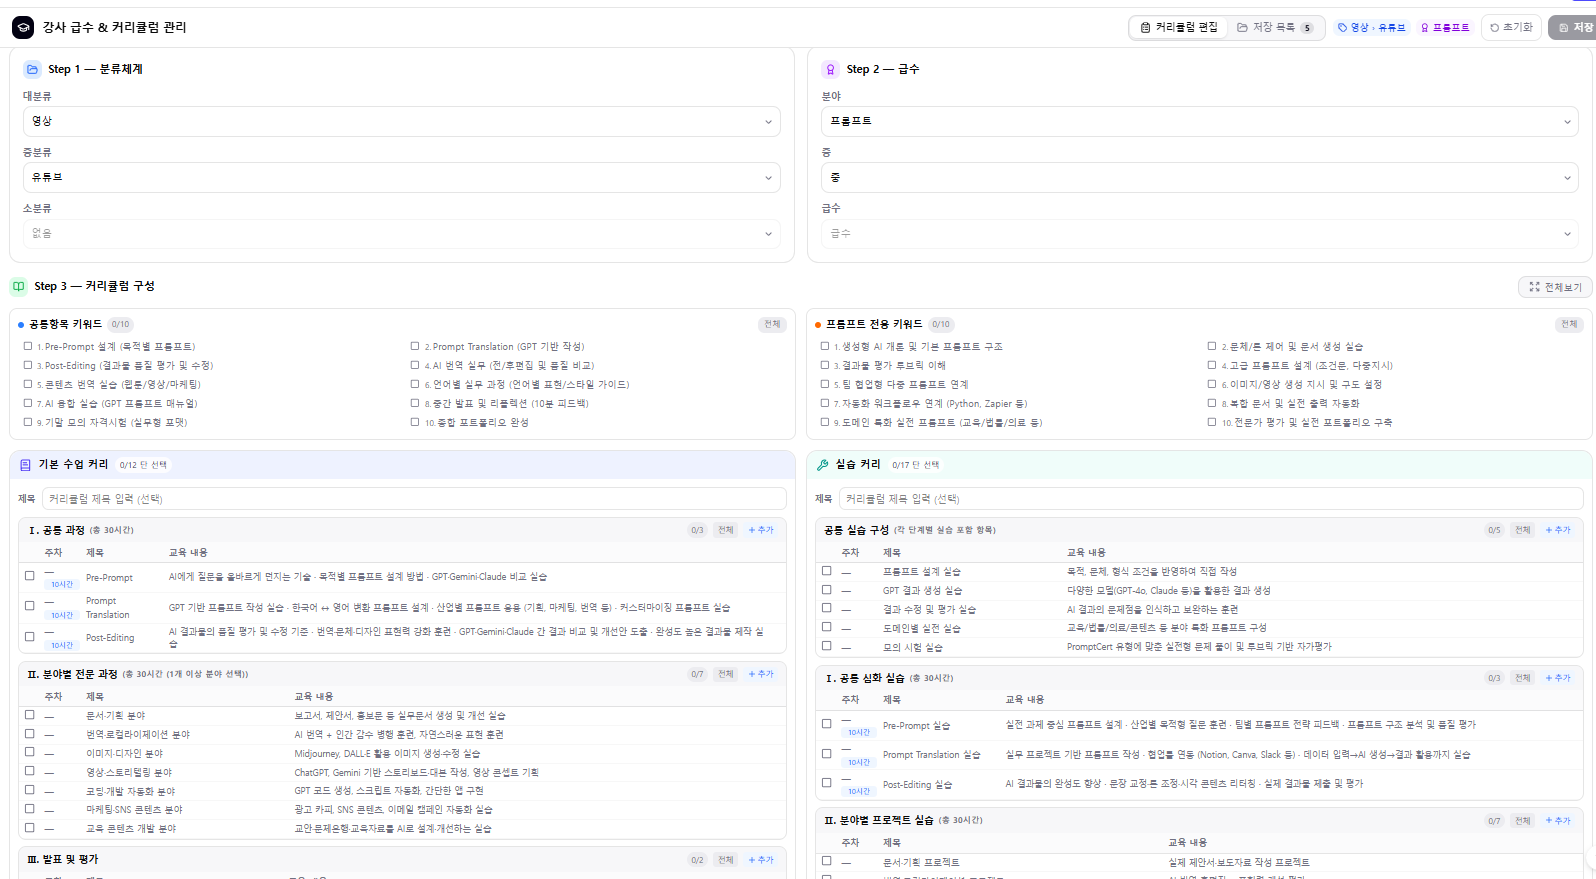 강사 급수 & 커리큘럼 관리
커리큘럼 편집
저장 목록 5
영상 › 유튜브
프롬프트
초기화
저장
Step 1 — 분류체계
대분류
영상
중분류
유튜브
소분류
없음
Step 2 — 급수
분야
프롬프트
중
중
급수
급수
Step 3 — 커리큘럼 구성
전체보기
공통항목 키워드 0/10 전체
1. Pre-Prompt 설계 (목적별 프롬프트)
2. Prompt Translation (GPT 기반 작성)
3. Post-Editing (결과물 품질 평가 및 수정)
4. AI 번역 실무 (전/후편집 및 품질 비교)
5. 콘텐츠 번역 실습 (웹툰/영상/마케팅)
6. 언어별 실무 과정 (언어별 표현/스타일 가이드)
7. AI 융합 실습 (GPT 프롬프트 매뉴얼)
8. 중간 발표 및 리플렉션 (10분 피드백)
9. 기말 모의 자격시험 (실무형 포맷)
10. 종합 포트폴리오 완성
프롬프트 전용 키워드 0/10 전체
1. 생성형 AI 개론 및 기본 프롬프트 구조
2. 문체/톤 제어 및 문서 생성 실습
3. 결과물 평가 루브릭 이해
4. 고급 프롬프트 설계 (조건문, 다중지시)
5. 팀 협업형 다중 프롬프트 연계
6. 이미지/영상 생성 지시 및 구도 설정
7. 자동화 워크플로우 연계 (Python, Zapier 등)
8. 복합 문서 및 실전 출력 자동화
9. 도메인 특화 실전 프롬프트 (교육/법률/의료 등)
10. 전문가 평가 및 실전 포트폴리오 구축
기본 수업 커리 0/12 단 선택
제목 커리큘럼 제목 입력 (선택)
I. 공통 과정 (총 30시간) 0/3 전체 + 추가
주차 제목 교육 내용
— 10시간 Pre-Prompt AI에게 질문을 올바르게 던지는 기술 · 목적별 프롬프트 설계 방법 · GPT·Gemini·Claude 비교 실습
— 10시간 Prompt Translation GPT 기반 프롬프트 작성 실습 · 한국어 ↔ 영어 변환 프롬프트 설계 · 산업별 프롬프트 응용 (기획, 마케팅, 번역 등) · 커스터마이징 프롬프트 실습
— 10시간 Post-Editing AI 결과물의 품질 평가 및 수정 기준 · 번역·문체·디자인 표현력 강화 훈련 · GPT·Gemini·Claude 간 결과 비교 및 개선안 도출 · 완성도 높은 결과물 제작 실
습
II. 분야별 전문 과정 (총 30시간 (1개 이상 분야 선택)) 0/7 전체 + 추가
주차 제목 교육 내용
— 문서·기획 분야 보고서, 제안서, 홍보문 등 실무문서 생성 및 개선 실습
— 번역·로컬라이제이션 분야 AI 번역 + 인간 감수 병행 훈련, 자연스러운 표현 훈련
— 이미지·디자인 분야 Midjourney, DALL·E 활용 이미지 생성·수정 실습
— 영상·스토리텔링 분야 ChatGPT, Gemini 기반 스토리보드·대본 작성, 영상 콘셉트 기획
— 코딩·개발 자동화 분야 GPT 코드 생성, 스크립트 자동화, 간단한 앱 구현
— 마케팅·SNS 콘텐츠 분야 광고 카피, SNS 콘텐츠, 이메일 캠페인 자동화 실습
— 교육 콘텐츠 개발 분야 교안·문제은행·교육자료를 AI로 설계·개선하는 실습
III. 발표 및 평가 0/2 전체 + 추가
실습 커리 0/17 단 선택
제목 커리큘럼 제목 입력 (선택)
공통 실습 구성 (각 단계별 실습 포함 항목) 0/5 전체 + 추가
주차 제목 교육 내용
— 프롬프트 설계 실습 목적, 문체, 형식 조건을 반영하여 직접 작성
— GPT 결과 생성 실습 다양한 모델(GPT-4o, Claude 등)을 활용한 결과 생성
— 결과 수정 및 평가 실습 AI 결과의 문제점을 인식하고 보완하는 훈련
— 도메인별 실전 실습 교육/법률/의료/콘텐츠 등 분야 특화 프롬프트 구성
— 모의 시험 실습 PromptCert 유형에 맞춘 실전형 문제 풀이 및 루브릭 기반 자가평가
I. 공통 심화 실습 (총 30시간) 0/3 전체 + 추가
주차 제목 교육 내용
— 10시간 Pre-Prompt 실습 실전 과제 중심 프롬프트 설계 · 산업별 목적형 질문 훈련 · 팀별 프롬프트 전략 피드백 · 프롬프트 구조 분석 및 품질 평가
— 10시간 Prompt Translation 실습 실무 프로젝트 기반 프롬프트 작성 · 협업툴 연동 (Notion, Canva, Slack 등) · 데이터 입력→AI 생성→결과 활용까지 실습
— 10시간 Post-Editing 실습 AI 결과물의 완성도 향상 · 문장 교정·톤 조정·시각 콘텐츠 리터칭 · 실제 결과물 제출 및 평가
II. 분야별 프로젝트 실습 (총 30시간) 0/7 전체 + 추가
주차 제목 교육 내용
— 문서·기획 프로젝트 실제 제안서·보도자료 작성 프로젝트